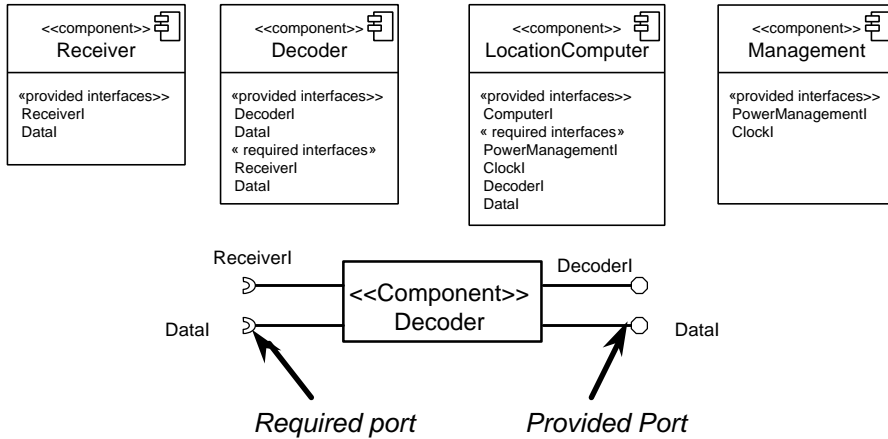 <<component>>
Receiver
«provided interfaces>>
ReceiverI
DataI
<<component>>
Decoder
«provided interfaces>>
DecoderI
DataI
« required interfaces»
ReceiverI
DataI
<<component>>
LocationComputer
«provided interfaces>>
ComputerI
« required interfaces»
PowerManagementI
ClockI
DecoderI
DataI
<<component>>
Management
«provided interfaces>>
PowerManagementI
ClockI
ReceiverI
DataI
<<Component>>
Decoder
DecoderI
DataI
Required port
Provided Port